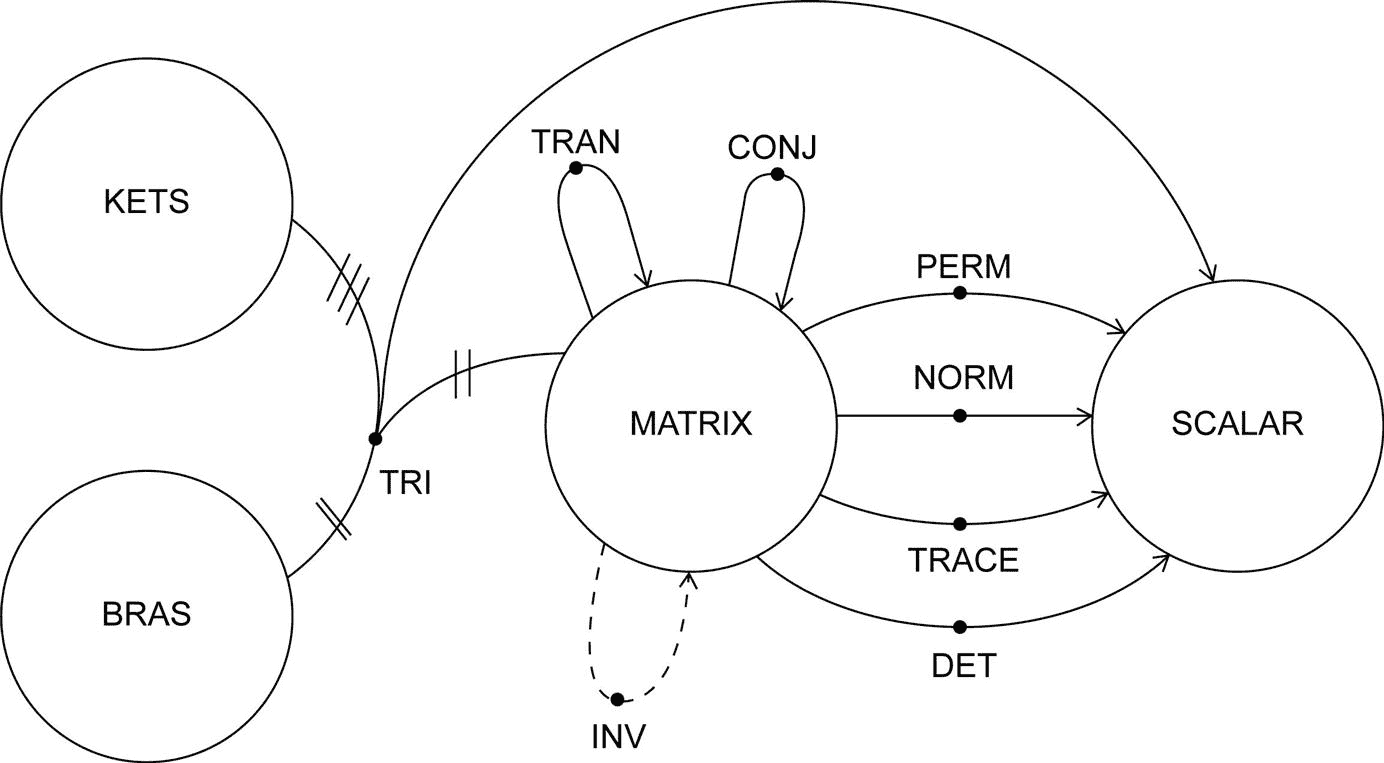 TRAN
CONJ
KETS
PERM
NORM
MATRIX
SCALAR
TRI
TRACE
BRAS
DET
INV